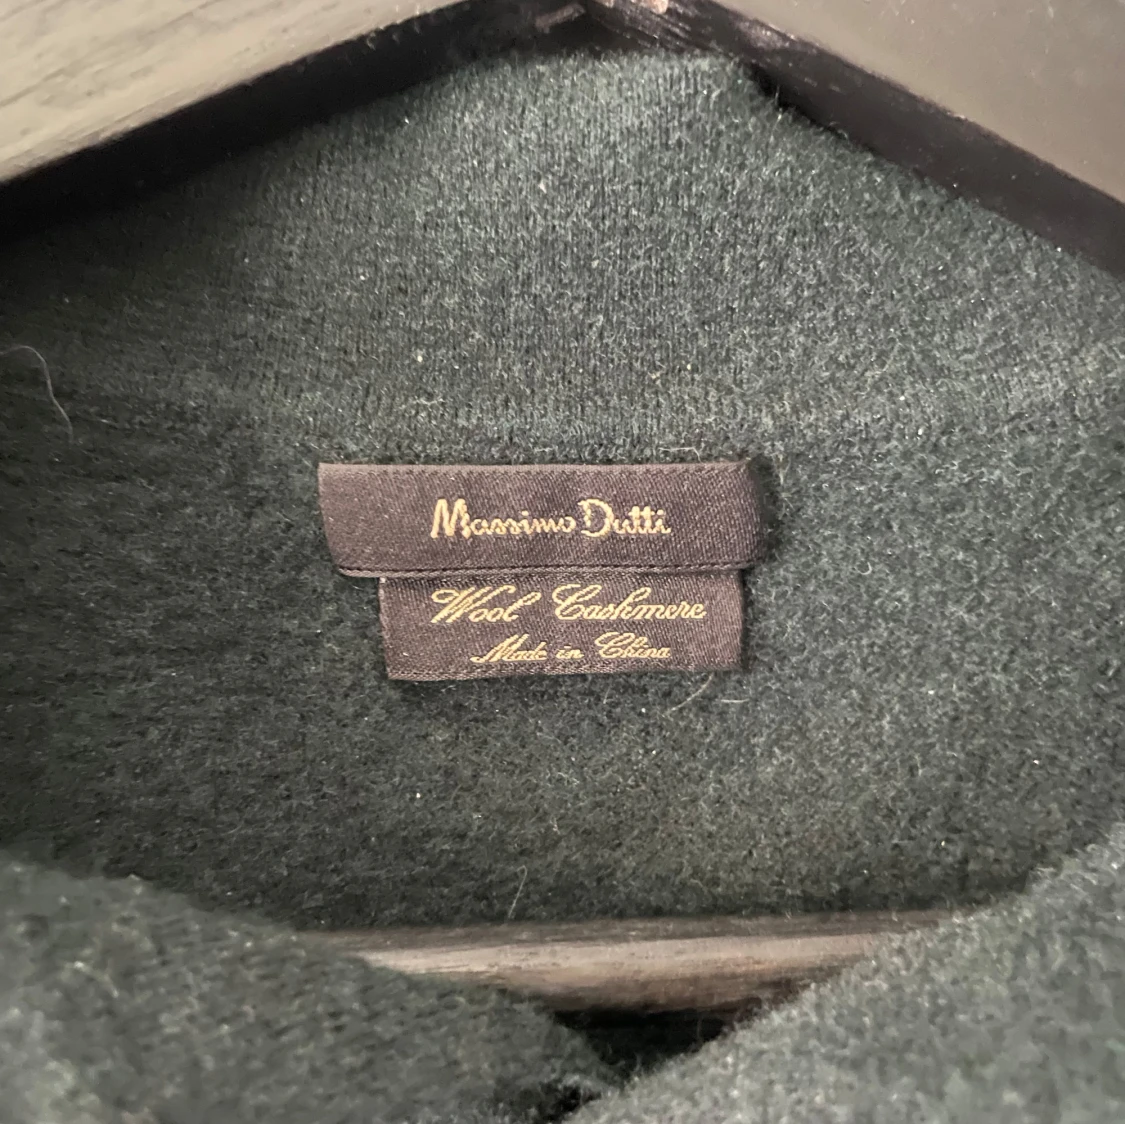 Massimo Dutti
Wool Cashmere
Made in China